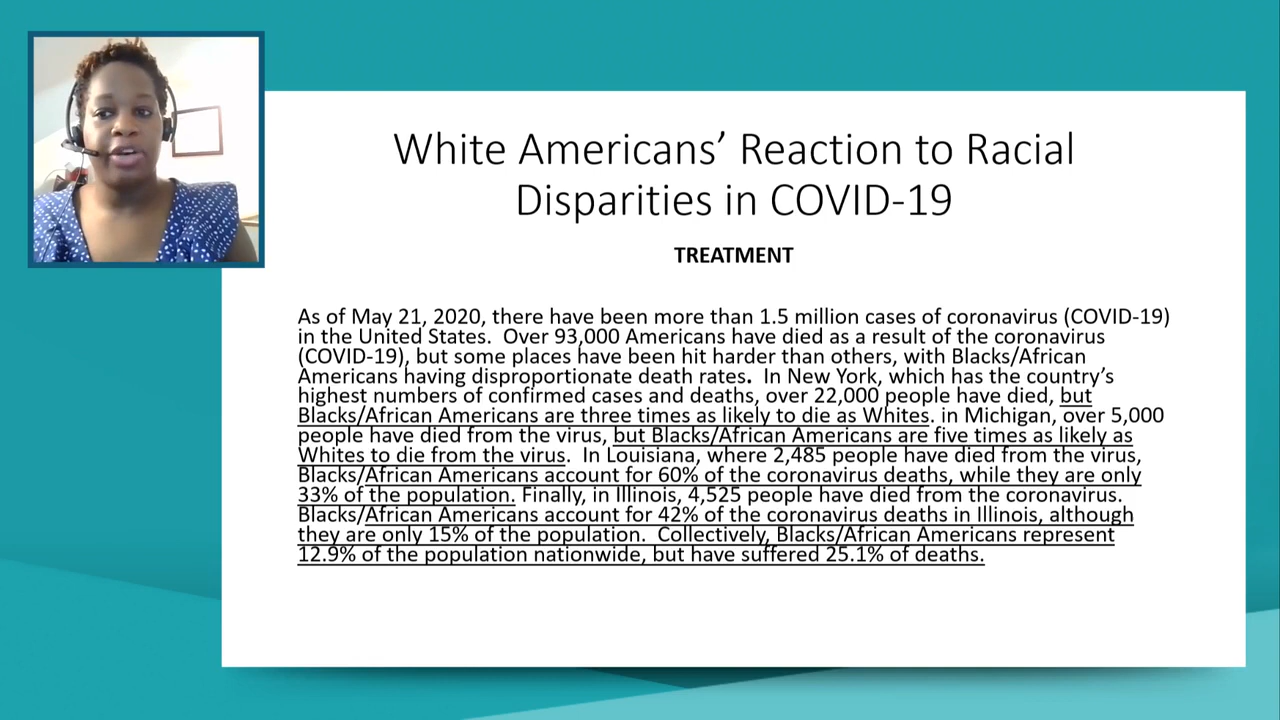 White Americans’ Reaction to Racial
Disparities in COVID-19
TREATMENT
As of May 21, 2020, there have been more than 1.5 million cases of coronavirus (COVID-19)
in the United States.  Over 93,000 Americans have died as a result of the coronavirus
(COVID-19), but some places have been hit harder than others, with Blacks/African
Americans having disproportionate death rates.  In New York, which has the country’s
highest numbers of confirmed cases and deaths, over 22,000 people have died, but
Blacks/African Americans are three times as likely to die as Whites. in Michigan, over 5,000
people have died from the virus, but Blacks/African Americans are five times as likely as
Whites to die from the virus.  In Louisiana, where 2,485 people have died from the virus,
Blacks/African Americans account for 60% of the coronavirus deaths, while they are only
33% of the population. Finally, in Illinois, 4,525 people have died from the coronavirus.
Blacks/African Americans account for 42% of the coronavirus deaths in Illinois, although
they are only 15% of the population.  Collectively, Blacks/African Americans represent
12.9% of the population nationwide, but have suffered 25.1% of deaths.